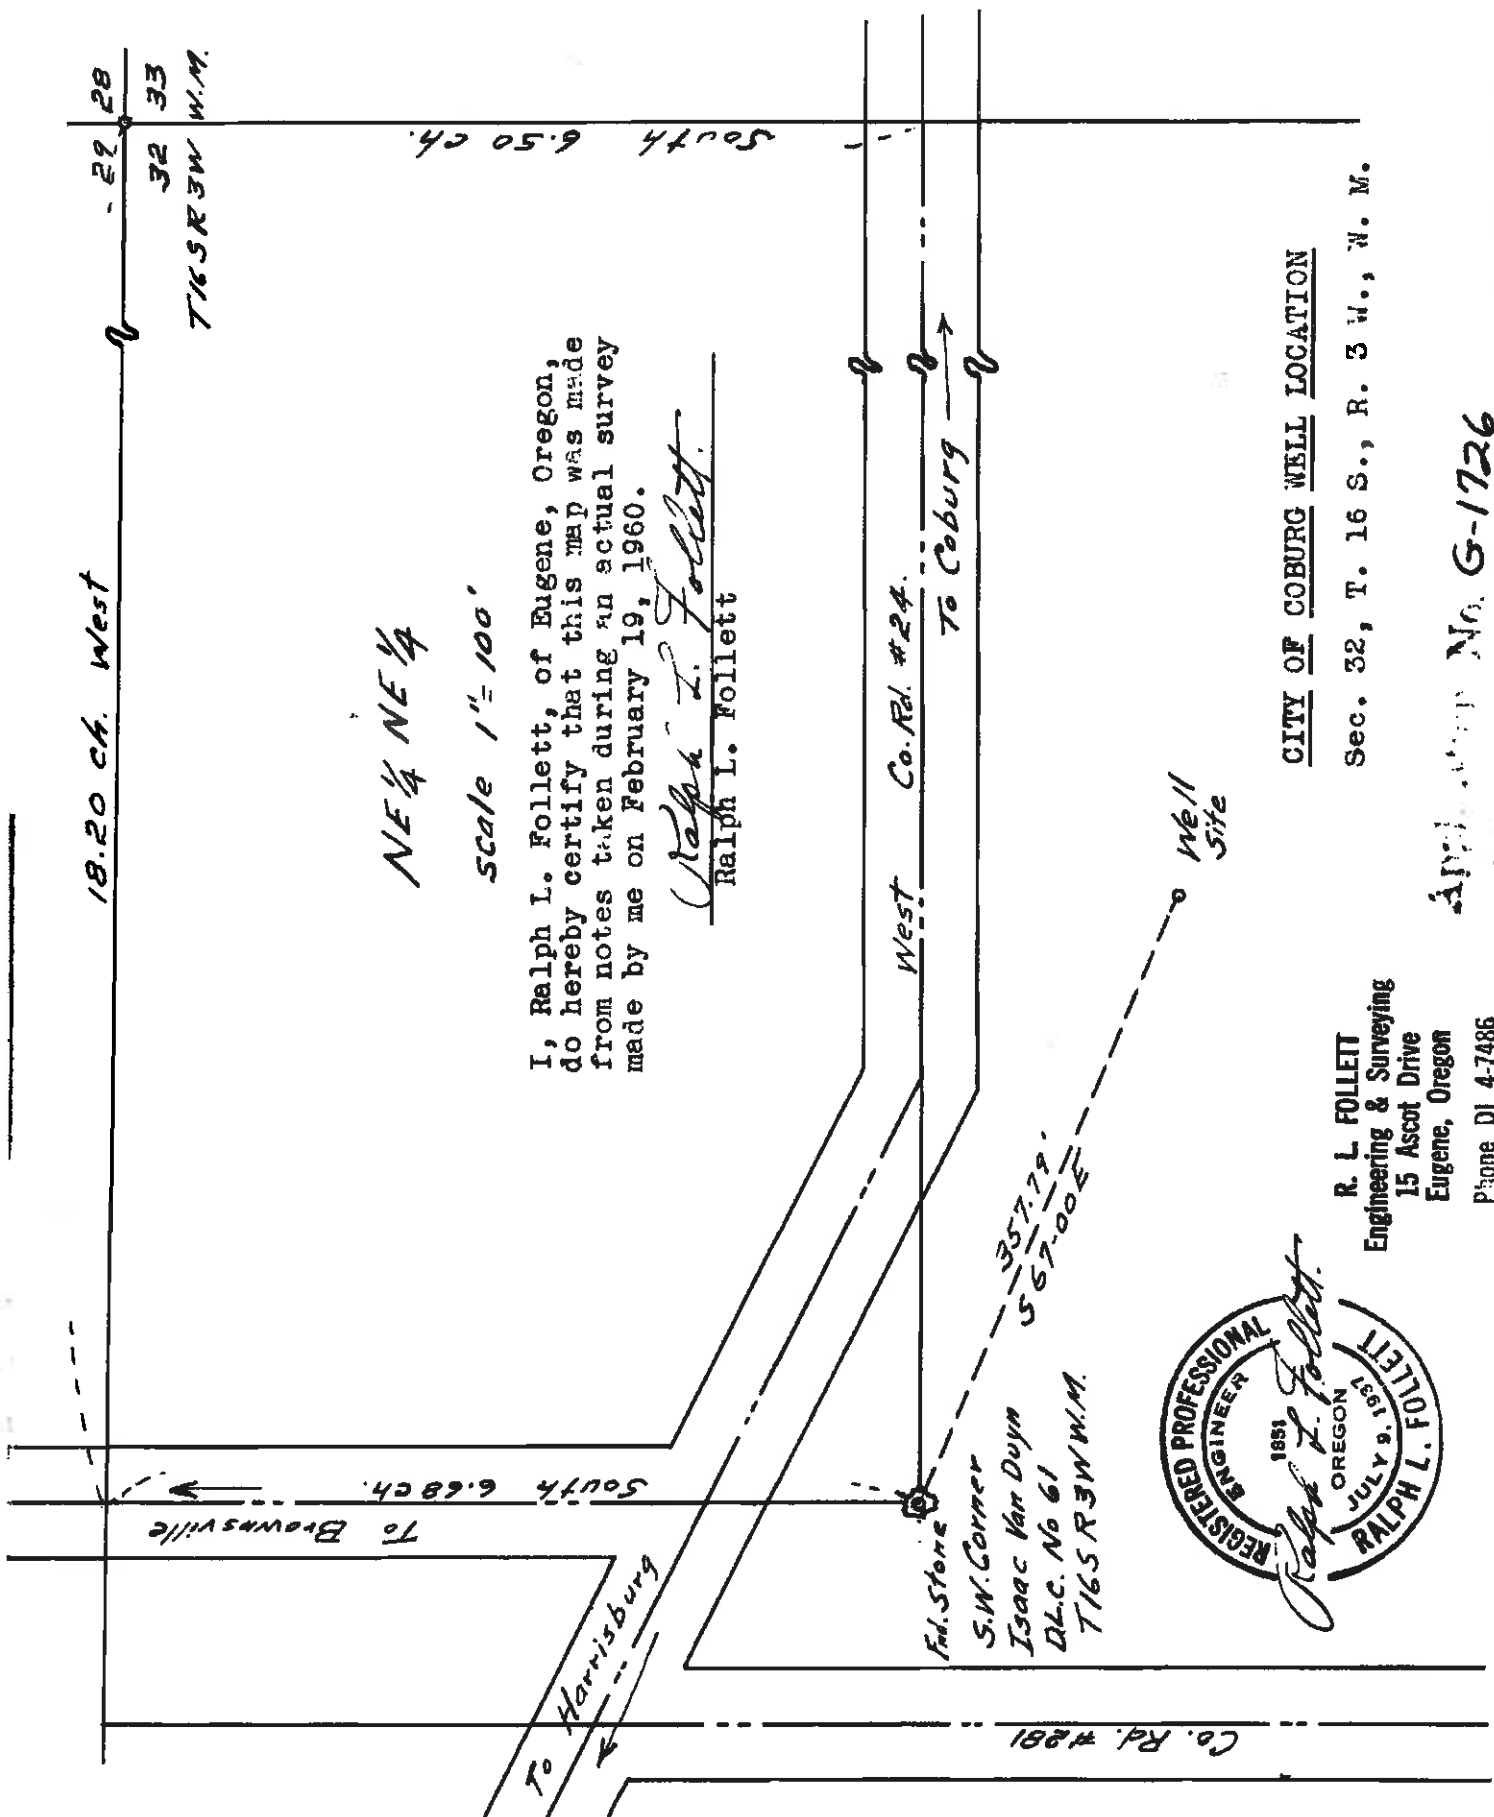 18.20 ch. West
- 29 28
32 33
T16S R3W W.M.
South 6.50 ch.
NE¼ NE¼
Scale 1"= 100'
I, Ralph L. Follett, of Eugene, Oregon,
do hereby certify that this map was made
from notes taken during an actual survey
made by me on February 19, 1960.
Ralph L. Follett
Ralph L. Follett
To Brownsville
South 6.68 ch.
To Harrisburg
West Co. Rd. #24.
To Coburg
Fnd. Stone
S.W. Corner
Isaac Van Duyn
D.L.C. No 61
T16S R3W W.M.
357.79'
S 67-00 E
Well
Site
Co. Rd. #281
CITY OF COBURG WELL LOCATION
Sec. 32, T. 16 S., R. 3 W., W. M.
REGISTERED PROFESSIONAL
ENGINEER
1851
Ralph L. Follett.
OREGON
JULY 9, 1937
RALPH L. FOLLETT
R. L. FOLLETT
Engineering & Surveying
15 Ascot Drive
Eugene, Oregon
Phone DI 4-7486
Application No. G-1726